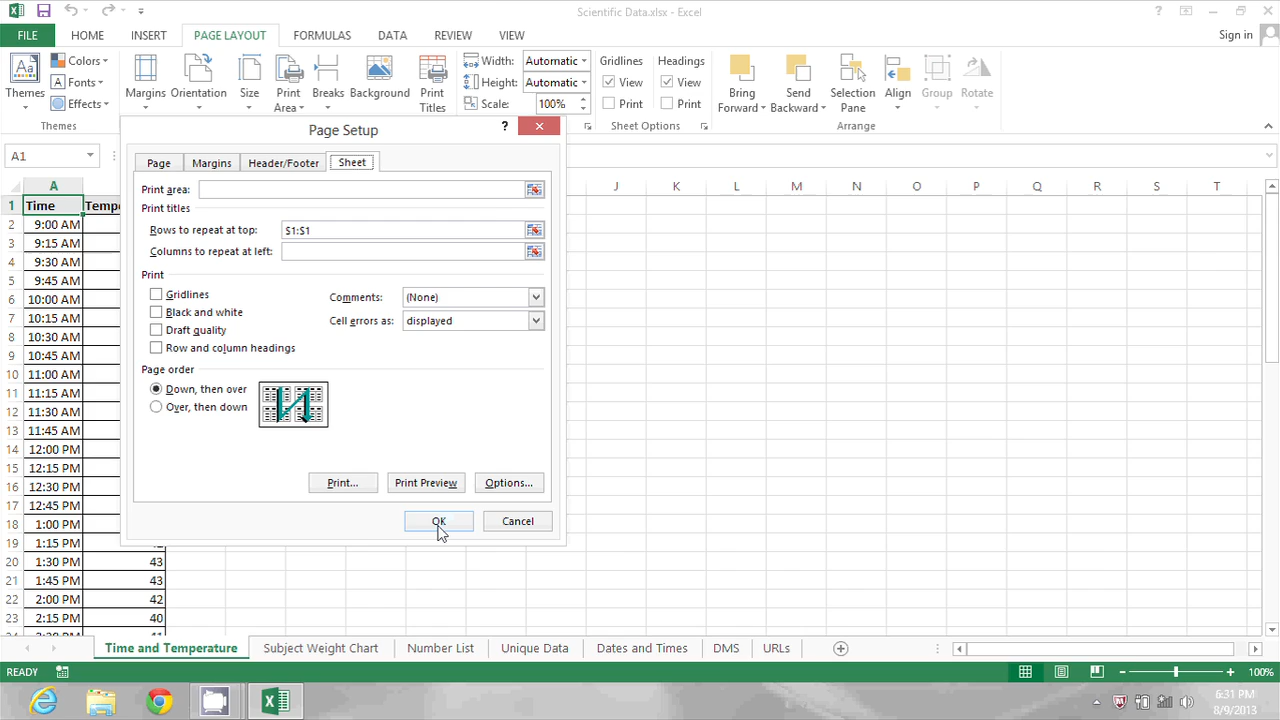 Scientific Data.xlsx - Excel
?
FILE HOME INSERT PAGE LAYOUT FORMULAS DATA REVIEW VIEW Sign in
Aa Themes Colors Fonts Effects Margins Orientation Size Print Area Breaks Background Print Titles Width: Automatic Height: Automatic Scale: 100% Gridlines View Print Headings View Print Bring Forward Send Backward Selection Pane Align Group Rotate
Themes Sheet Options Arrange
A1
Page Setup ?
Page Margins Header/Footer Sheet
Print area:
Print titles
Rows to repeat at top: $1:$1
Columns to repeat at left:
Print
Gridlines Comments: (None)
Black and white
Draft quality Cell errors as: displayed
Row and column headings
Page order
Down, then over
Over, then down
Print... Print Preview Options...
OK Cancel
A J K L M N O P Q R S T
1 Time Tempe
2 9:00 AM
3 9:15 AM
4 9:30 AM
5 9:45 AM
6 10:00 AM
7 10:15 AM
8 10:30 AM
9 10:45 AM
10 11:00 AM
11 11:15 AM
12 11:30 AM
13 11:45 AM
14 12:00 PM
15 12:15 PM
16 12:30 PM
17 12:45 PM
18 1:00 PM
19 1:15 PM
20 1:30 PM 43
21 1:45 PM 43
22 2:00 PM 42
23 2:15 PM 40
Time and Temperature Subject Weight Chart Number List Unique Data Dates and Times DMS URLs
READY 100%
6:31 PM
8/9/2013